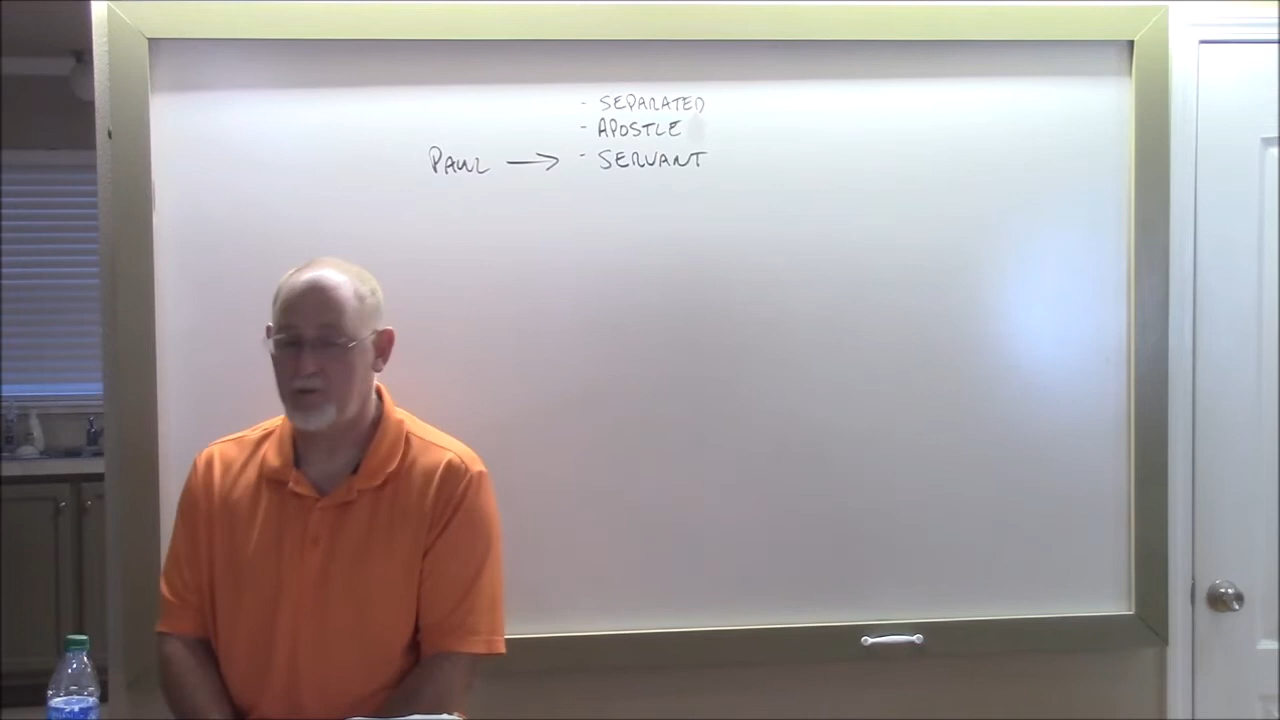 - SEPARATED
- APOSTLE
PAUL → - SERVANT